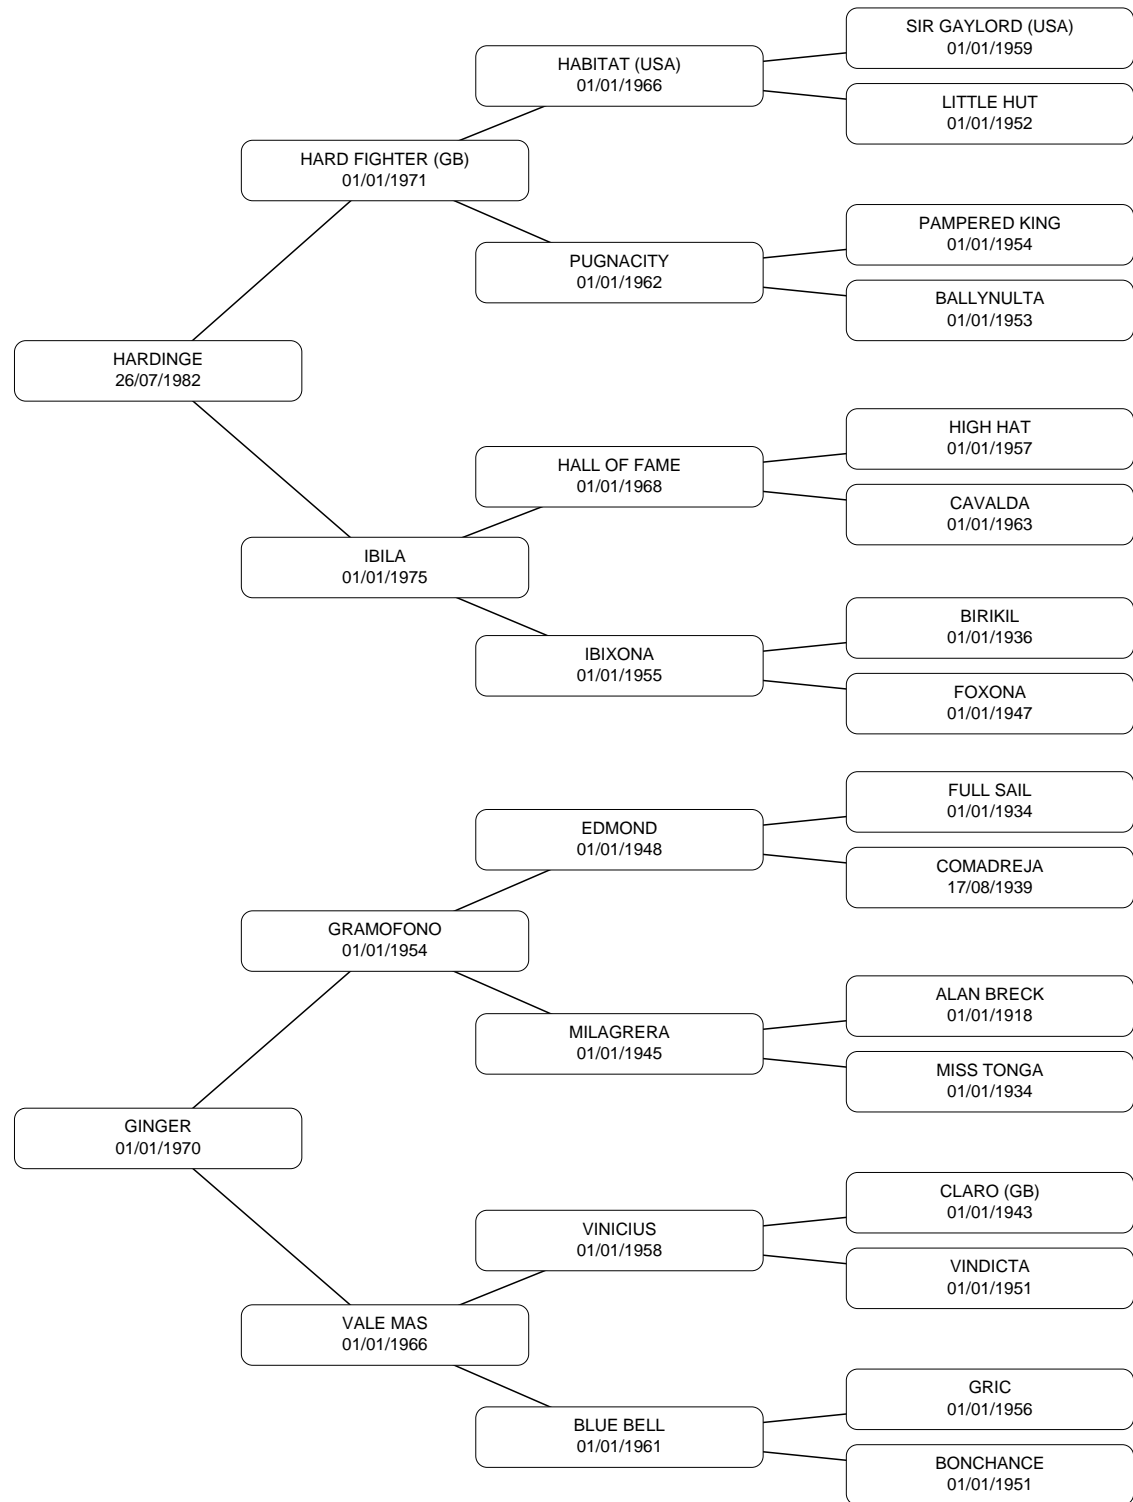 SIR GAYLORD (USA)
01/01/1959
HABITAT (USA)
01/01/1966
LITTLE HUT
01/01/1952
HARD FIGHTER (GB)
01/01/1971
PAMPERED KING
01/01/1954
PUGNACITY
01/01/1962
BALLYNULTA
01/01/1953
HARDINGE
26/07/1982
HIGH HAT
01/01/1957
HALL OF FAME
01/01/1968
CAVALDA
01/01/1963
IBILA
01/01/1975
BIRIKIL
01/01/1936
IBIXONA
01/01/1955
FOXONA
01/01/1947
FULL SAIL
01/01/1934
EDMOND
01/01/1948
COMADREJA
17/08/1939
GRAMOFONO
01/01/1954
ALAN BRECK
01/01/1918
MILAGRERA
01/01/1945
MISS TONGA
01/01/1934
GINGER
01/01/1970
CLARO (GB)
01/01/1943
VINICIUS
01/01/1958
VINDICTA
01/01/1951
VALE MAS
01/01/1966
GRIC
01/01/1956
BLUE BELL
01/01/1961
BONCHANCE
01/01/1951